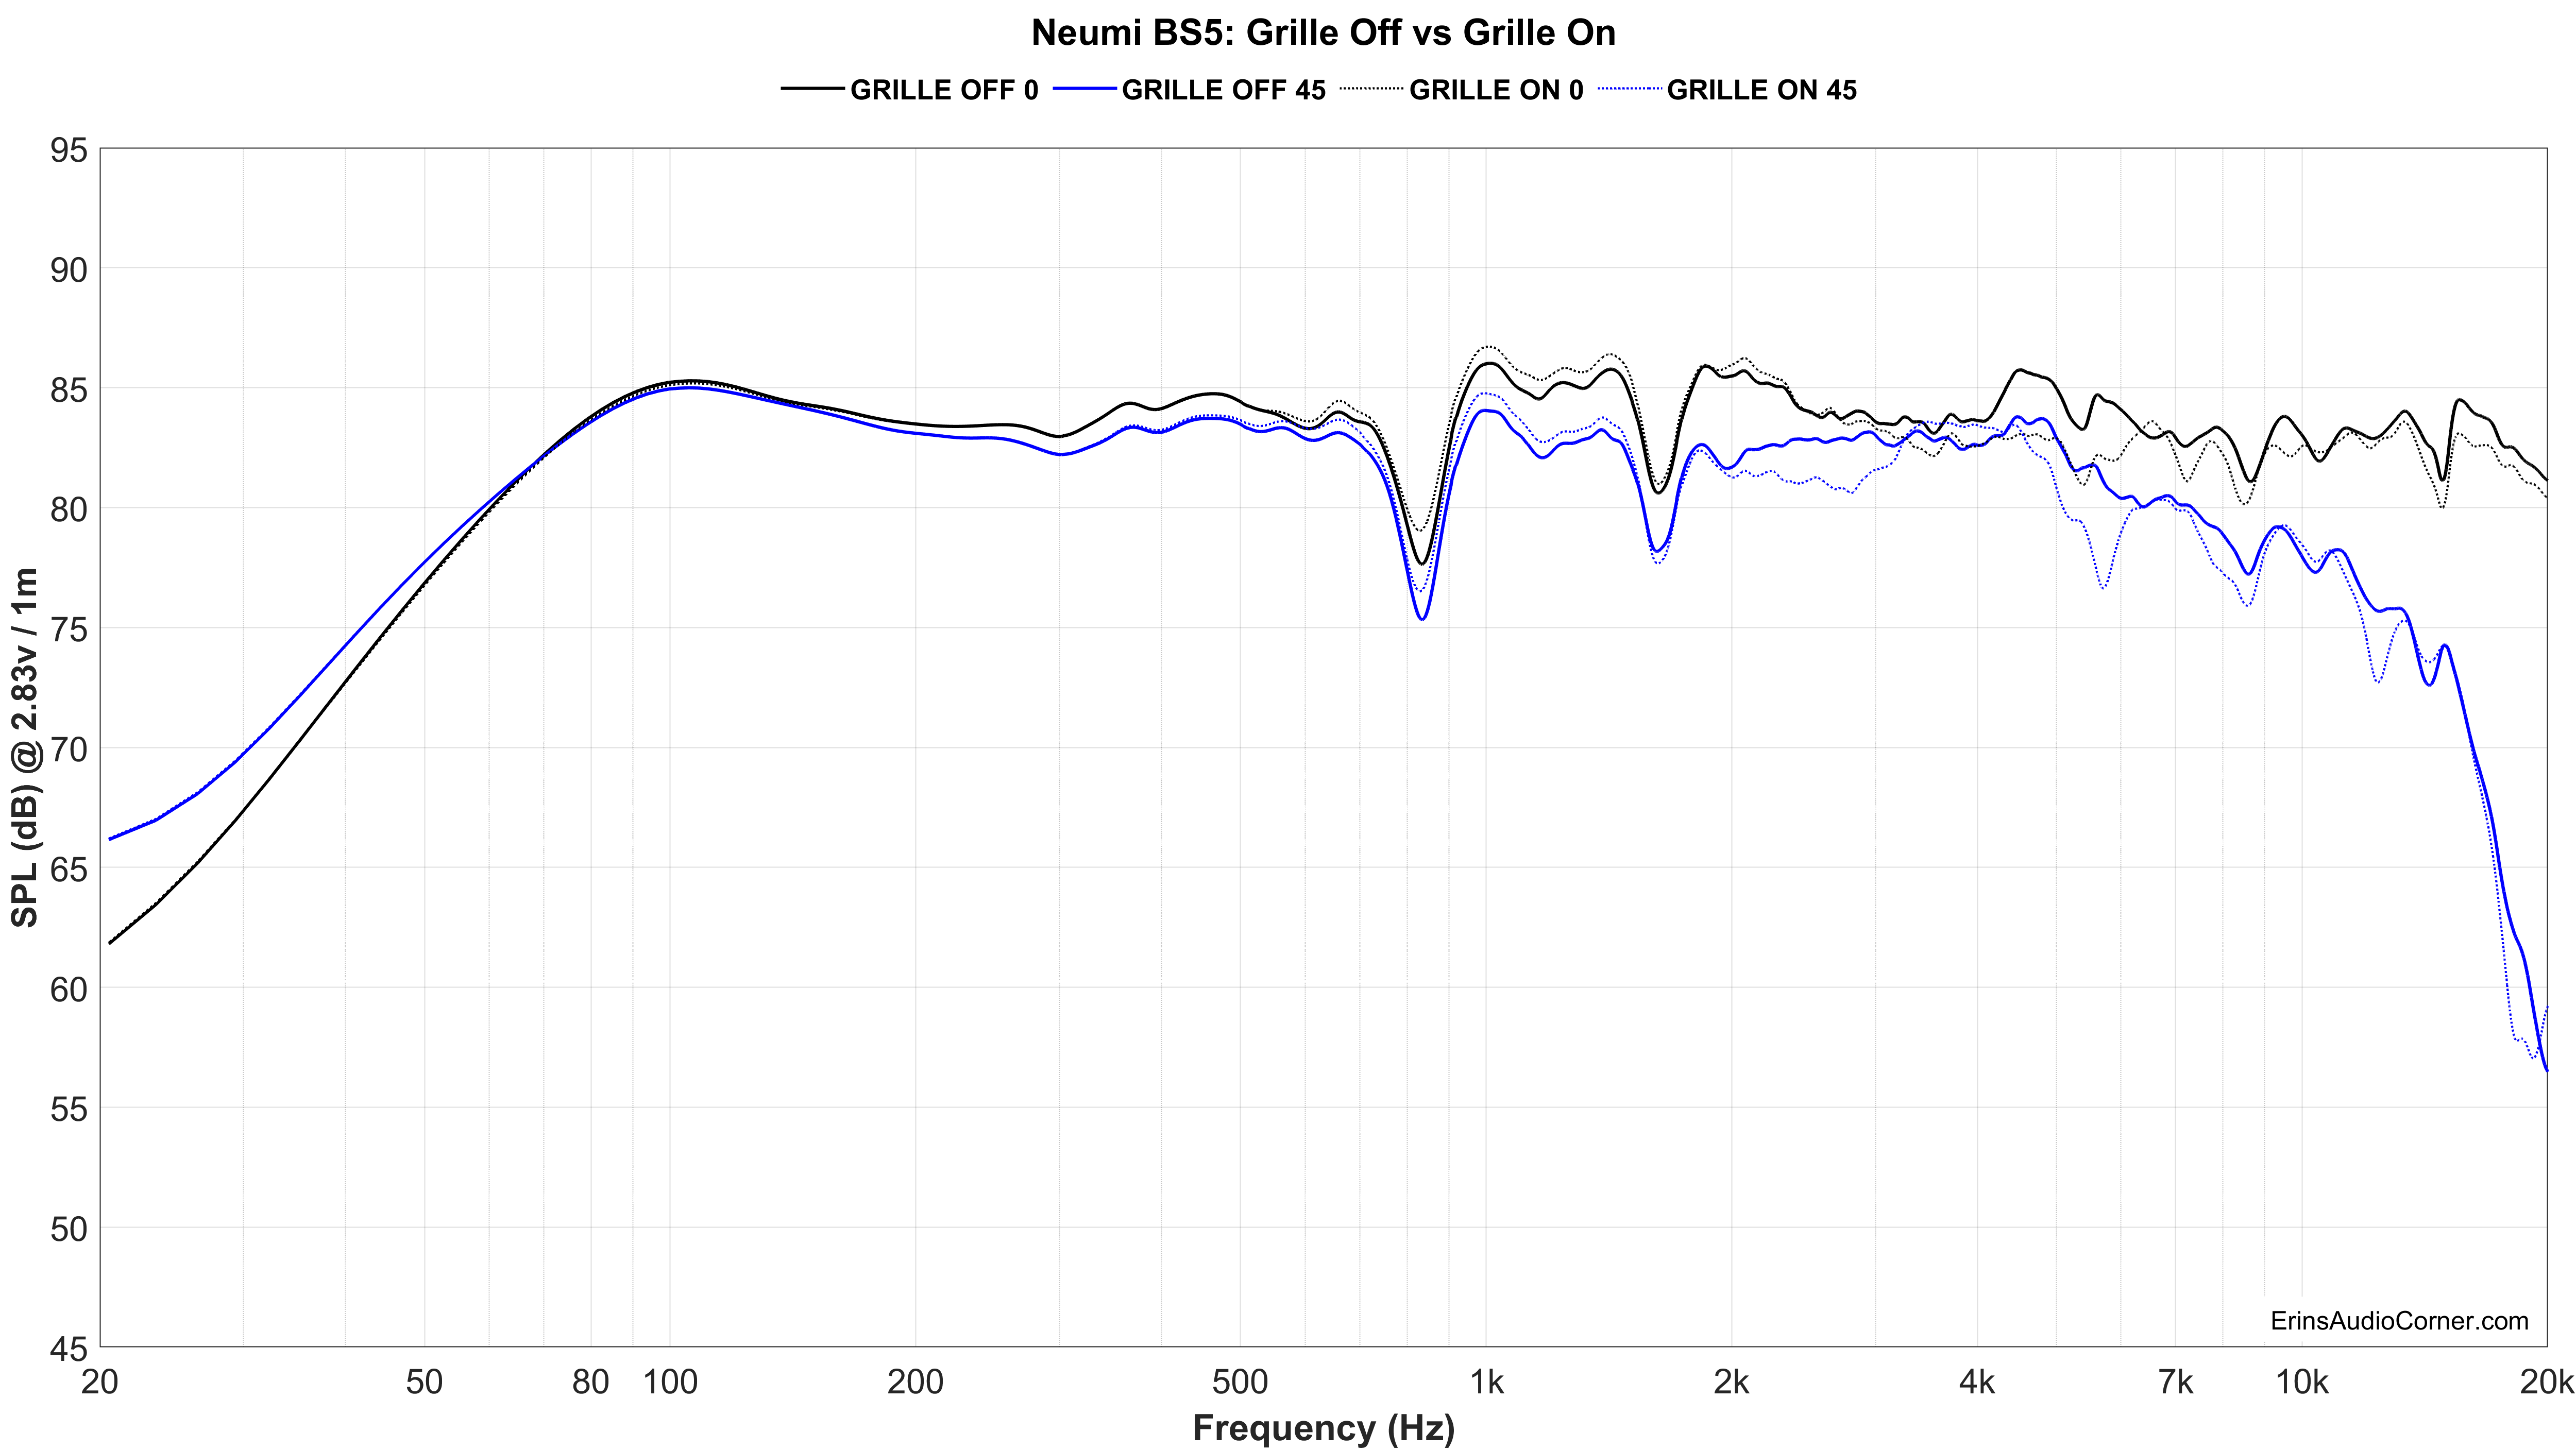 Neumi BS5: Grille Off vs Grille On
GRILLE OFF 0 GRILLE OFF 45 GRILLE ON 0 GRILLE ON 45
SPL (dB) @ 2.83v / 1m
95
90
85
80
75
70
65
60
55
50
45
ErinsAudioCorner.com
20 50 80 100 200 500 1k 2k 4k 7k 10k 20k
Frequency (Hz)